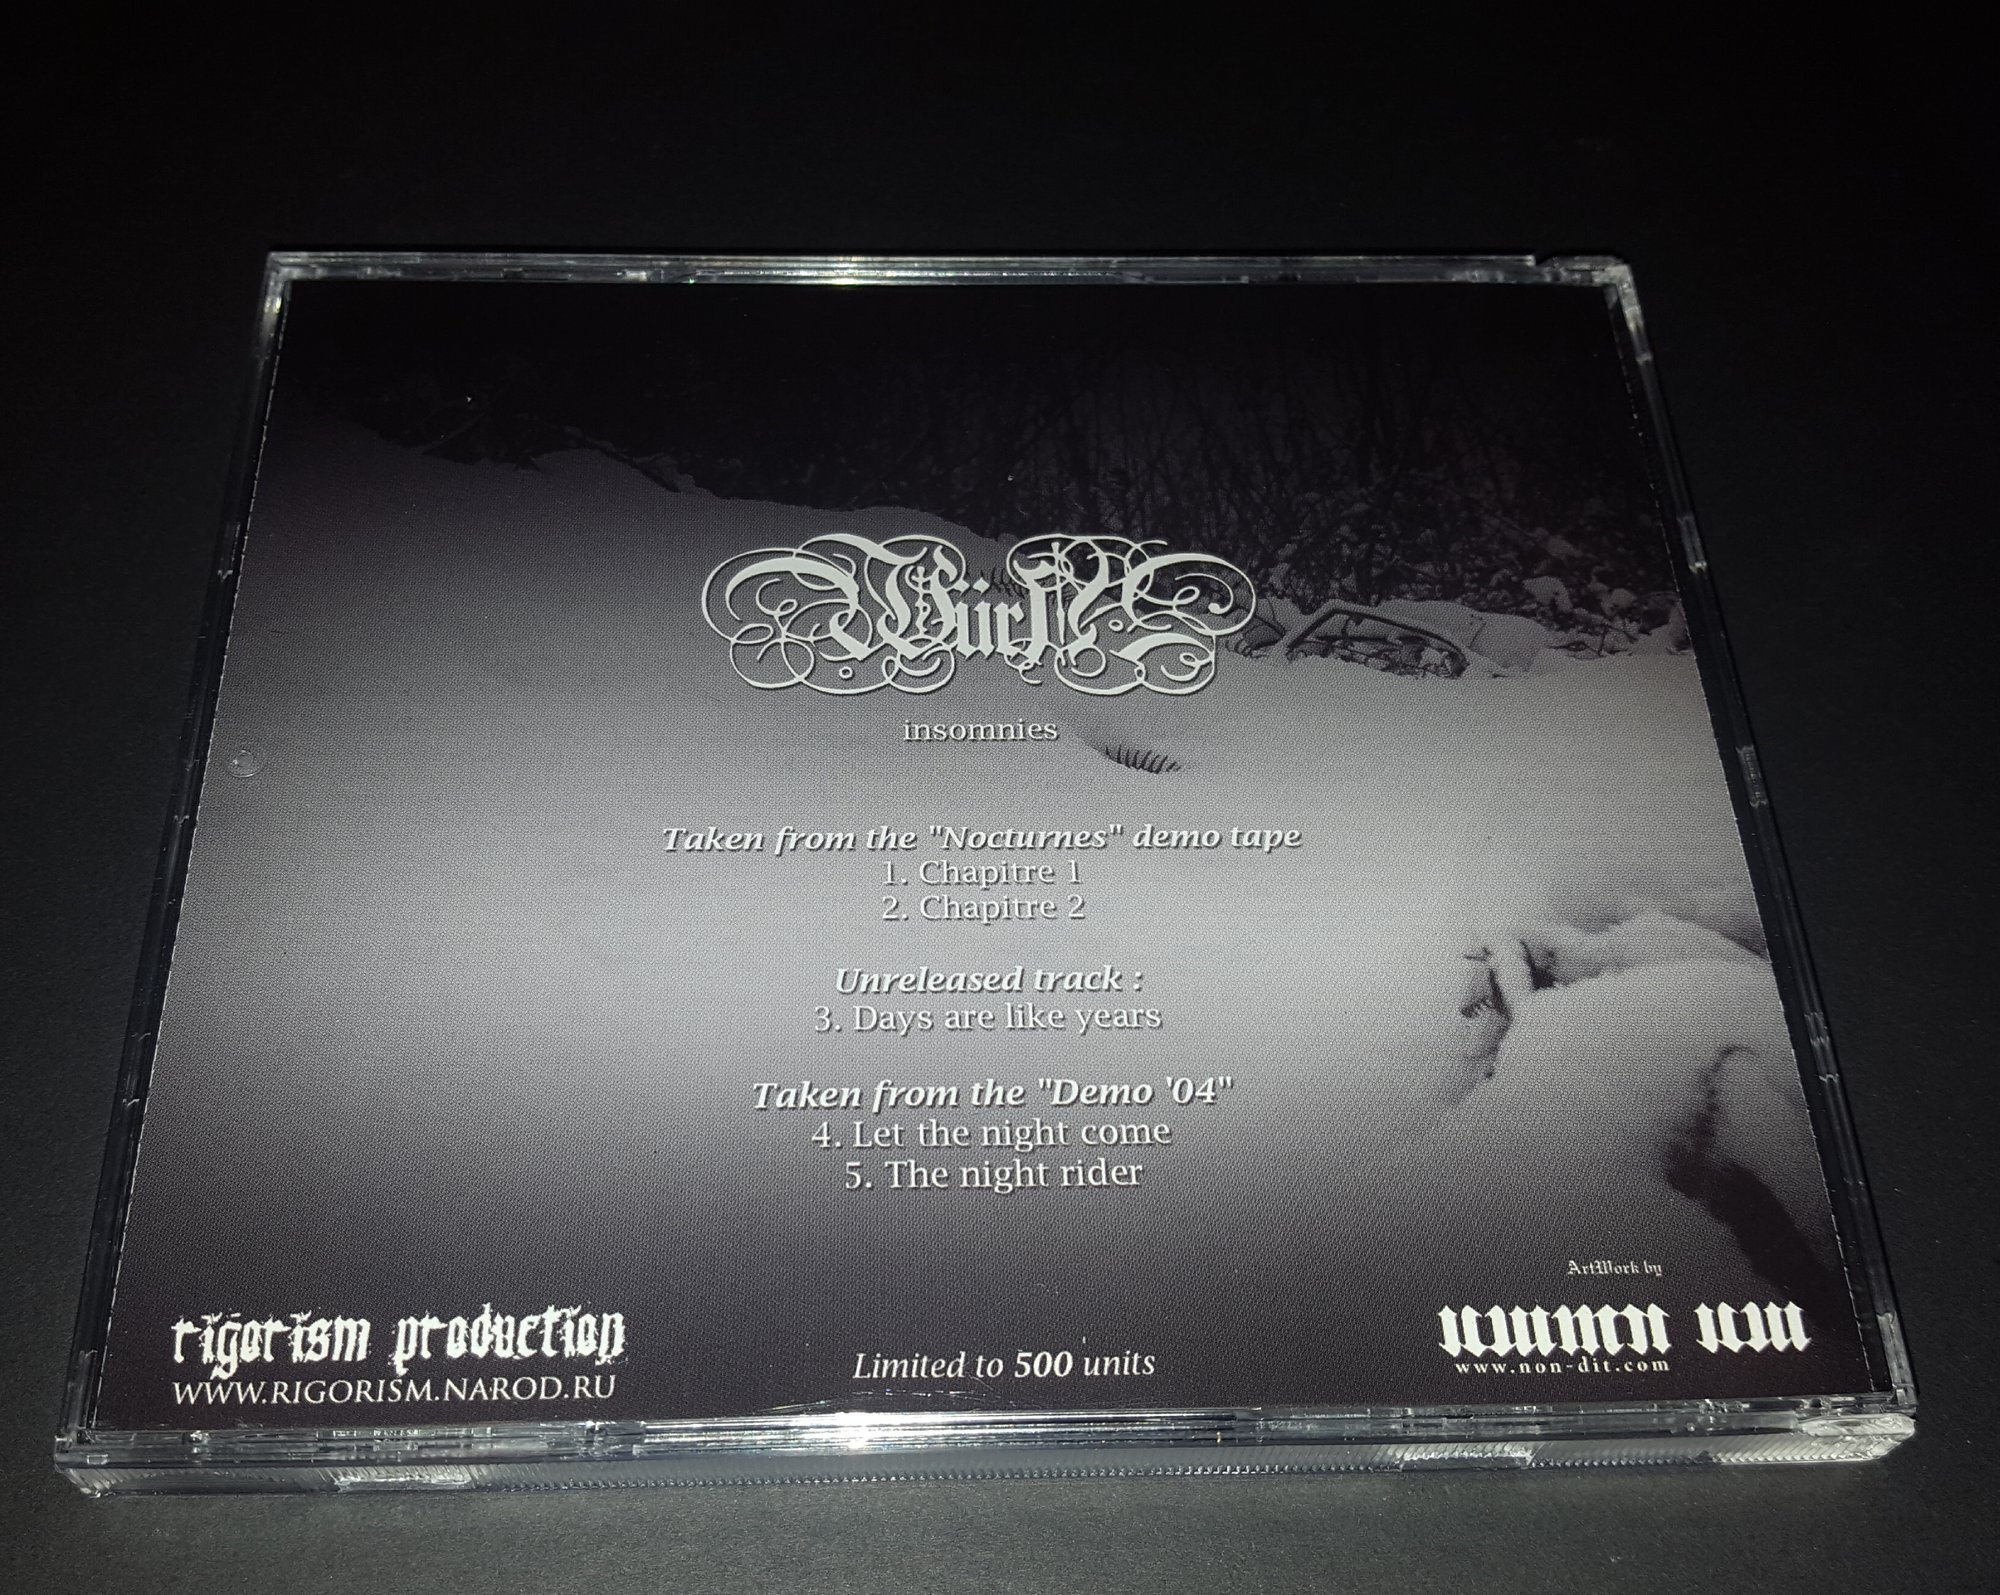 insomnies
Taken from the "Nocturnes" demo tape
1. Chapitre 1
2. Chapitre 2
Unreleased track :
3. Days are like years
Taken from the "Demo '04"
4. Let the night come
5. The night rider
ArtWork by
www.non-dit.com
rigorism production
WWW.RIGORISM.NAROD.RU
Limited to 500 units